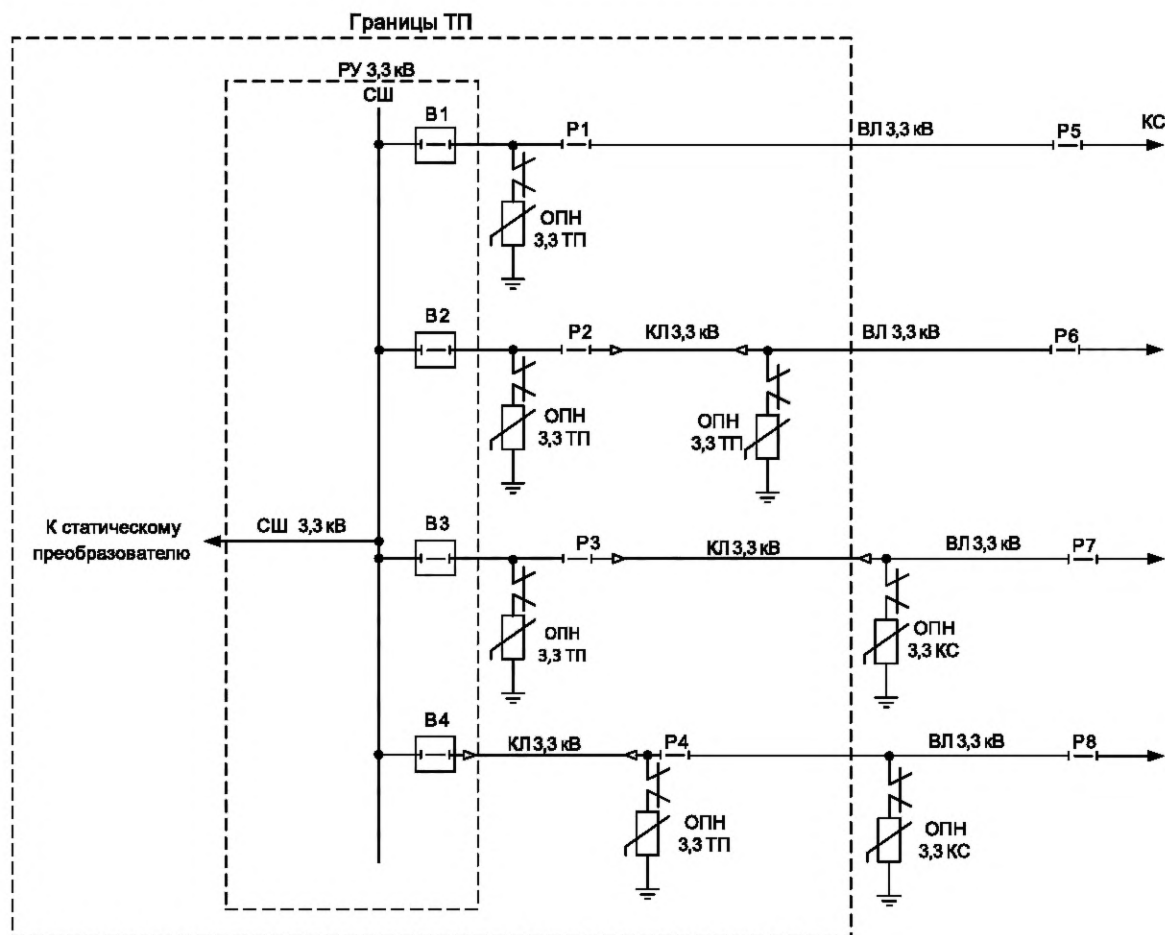 Границы ТП
РУ 3,3 кВ
СШ
В1
Р1
ВЛ 3,3 кВ
Р5
КС
ОПН
3,3 ТП
В2
Р2
КЛ 3,3 кВ
ВЛ 3,3 кВ
Р6
ОПН
3,3 ТП
ОПН
3,3 ТП
К статическому
преобразователю
СШ 3,3 кВ
В3
Р3
КЛ 3,3 кВ
ВЛ 3,3 кВ
Р7
ОПН
3,3 ТП
ОПН
3,3 КС
В4
КЛ 3,3 кВ
Р4
ВЛ 3,3 кВ
Р8
ОПН
3,3 ТП
ОПН
3,3 КС